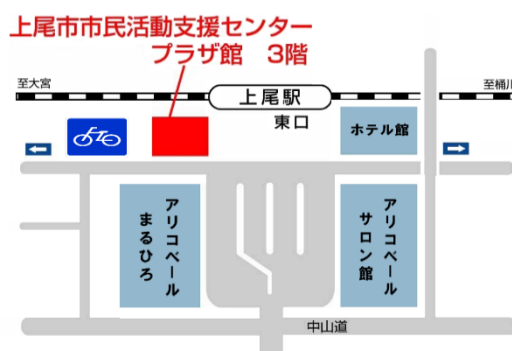 上尾市市民活動支援センター
プラザ館 3階
至大宮
上尾駅
至桶川
東口
ホテル館
アリコベール
まるひろ
アリコベール
サロン館
中山道